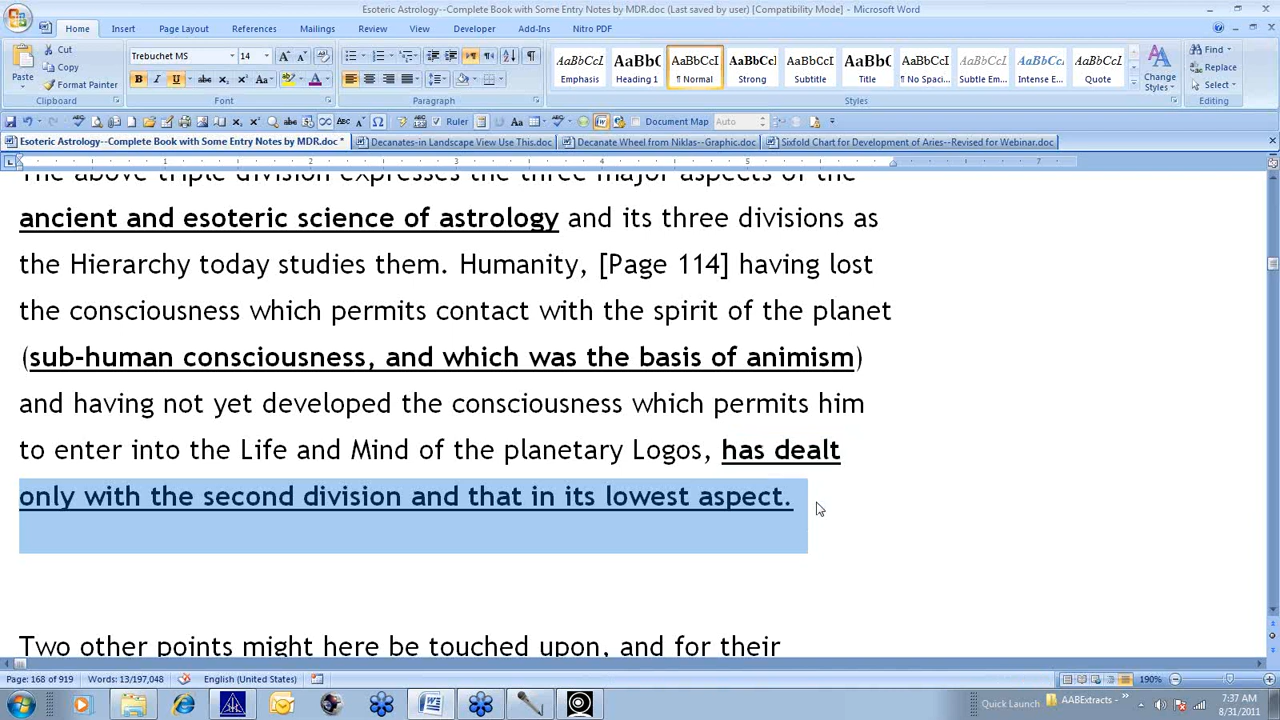 Esoteric Astrology--Complete Book with Some Entry Notes by MDR.doc (Last saved by user) [Compatibility Mode] - Microsoft Word
Home Insert Page Layout References Mailings Review View Developer Add-Ins Nitro PDF
Paste
Cut
Copy
Format Painter
Clipboard
Trebuchet MS 14
Font
Paragraph
AaBbCcI AaBbC AaBbCcI AaBbCc AaBbCcI AaBbC AaBbCcI AaBbCcI AaBbCcI AaBbCcI
Emphasis Heading 1 ¶ Normal Strong Subtitle Title ¶ No Spaci... Subtle Em... Intense E... Quote
Change Styles
Styles
Find
Replace
Select
Editing
Ruler Document Map Auto
Esoteric Astrology--Complete Book with Some Entry Notes by MDR.doc * Decanates-in Landscape View Use This.doc Decanate Wheel from Niklas--Graphic.doc Sixfold Chart for Development of Aries--Revised for Webinar.doc
1 2 3 4 5 7
The above triple division expresses the three major aspects of the
ancient and esoteric science of astrology and its three divisions as
the Hierarchy today studies them. Humanity, [Page 114] having lost
the consciousness which permits contact with the spirit of the planet
(sub-human consciousness, and which was the basis of animism)
and having not yet developed the consciousness which permits him
to enter into the Life and Mind of the planetary Logos, has dealt
only with the second division and that in its lowest aspect.
Two other points might here be touched upon, and for their
Page: 168 of 919 Words: 13/197,048 English (United States) 190%
Quick Launch AABExtracts - 7:37 AM
8/31/2011